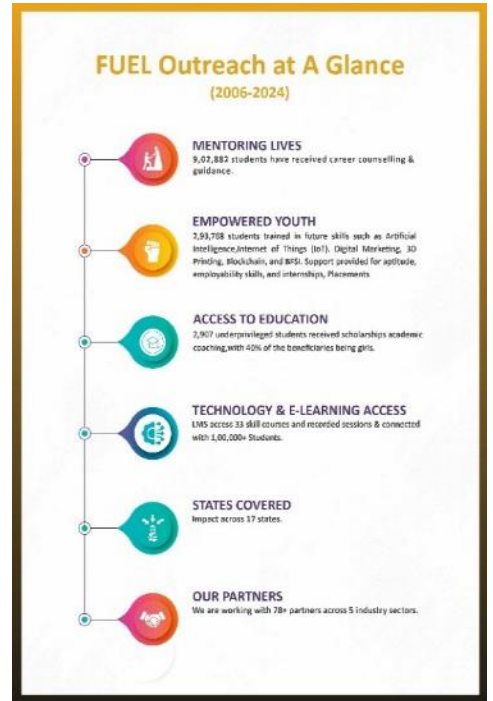 FUEL Outreach at A Glance
(2006-2024)
MENTORING LIVES
9,02,882 students have received career counselling &
guidance.
EMPOWERED YOUTH
2,93,788 students trained in future skills such as Artificial
Intelligence,Internet of Things (IoT). Digital Marketing, 3D
Printing, Blockchain, and BFSI. Support provided for aptitude,
employability skills, and internships, Placements
ACCESS TO EDUCATION
2,907 underprivileged students received scholarships academic
coaching,with 40% of the beneficiaries being girls.
TECHNOLOGY & E-LEARNING ACCESS
LMS access 33 skill courses and recorded sessions & connected
with 1,00,000+ Students.
STATES COVERED
Impact across 17 states.
OUR PARTNERS
We are working with 78+ partners across 5 industry sectors.